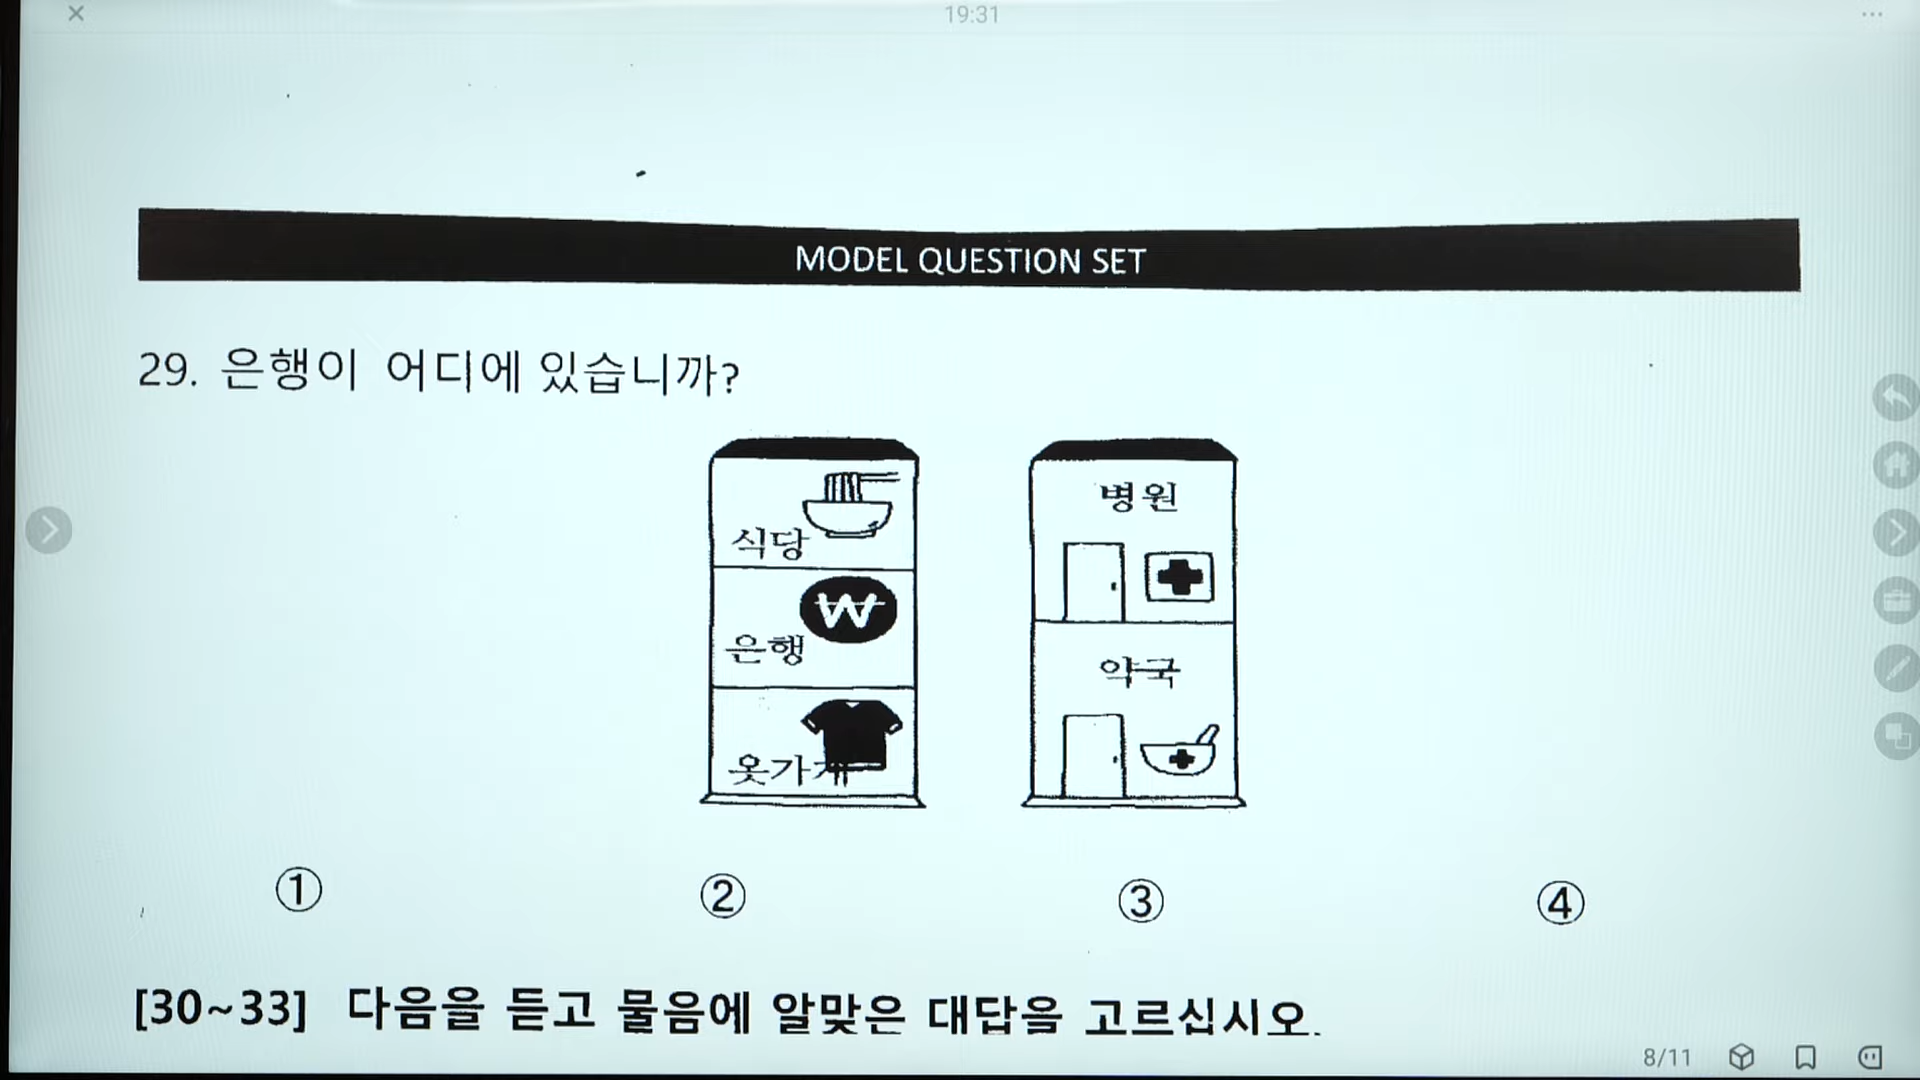 19:31
MODEL QUESTION SET
29. 은행이 어디에 있습니까?
식당
은행
옷가게
병원
약국
① ② ③ ④
[30~33] 다음을 듣고 물음에 알맞은 대답을 고르십시오.
8/11